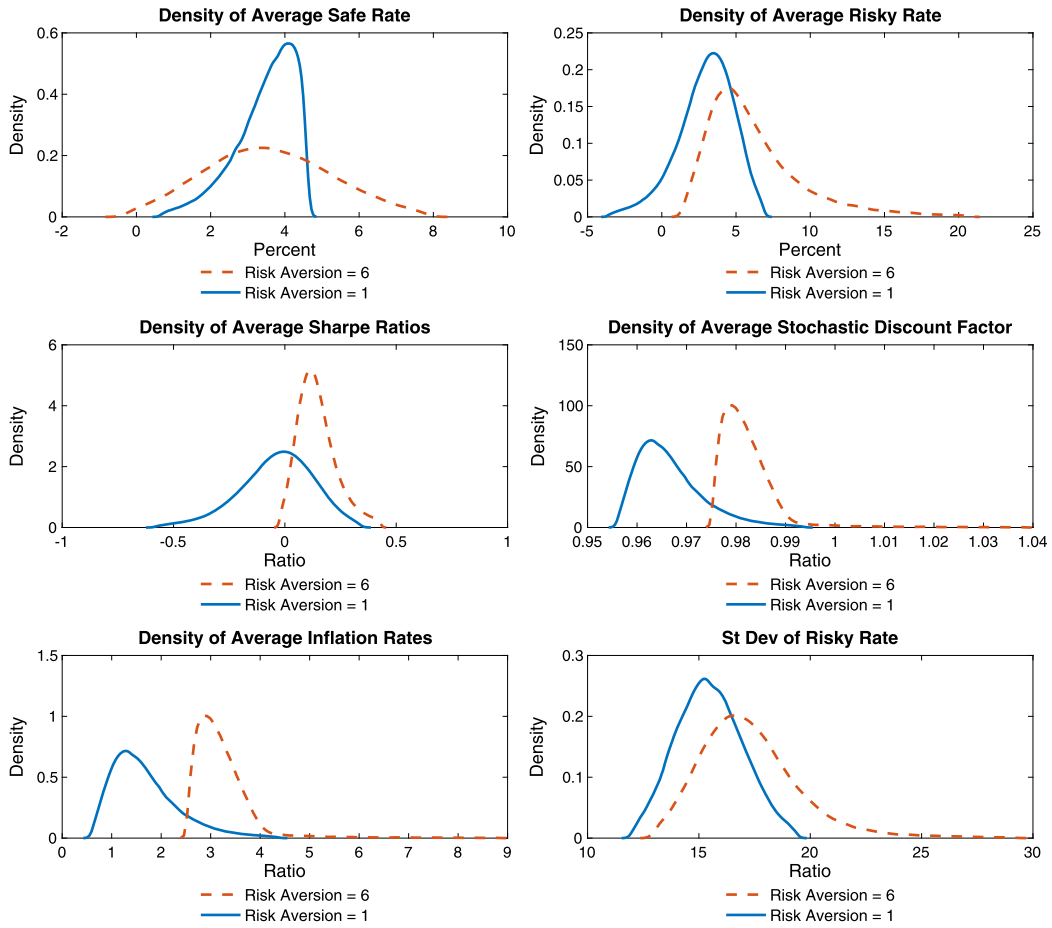 Density of Average Safe Rate
0.6
0.4
0.2
0
Density
-2 0 2 4 6 8 10
Percent
Risk Aversion = 6
Risk Aversion = 1
Density of Average Risky Rate
0.25
0.2
0.15
0.1
0.05
0
Density
-5 0 5 10 15 20 25
Percent
Risk Aversion = 6
Risk Aversion = 1
Density of Average Sharpe Ratios
6
4
2
0
Density
-1 -0.5 0 0.5 1
Ratio
Risk Aversion = 6
Risk Aversion = 1
Density of Average Stochastic Discount Factor
150
100
50
0
Density
0.95 0.96 0.97 0.98 0.99 1 1.01 1.02 1.03 1.04
Ratio
Risk Aversion = 6
Risk Aversion = 1
Density of Average Inflation Rates
1.5
1
0.5
0
Density
0 1 2 3 4 5 6 7 8 9
Ratio
Risk Aversion = 6
Risk Aversion = 1
St Dev of Risky Rate
0.3
0.2
0.1
0
Density
10 15 20 25 30
Ratio
Risk Aversion = 6
Risk Aversion = 1